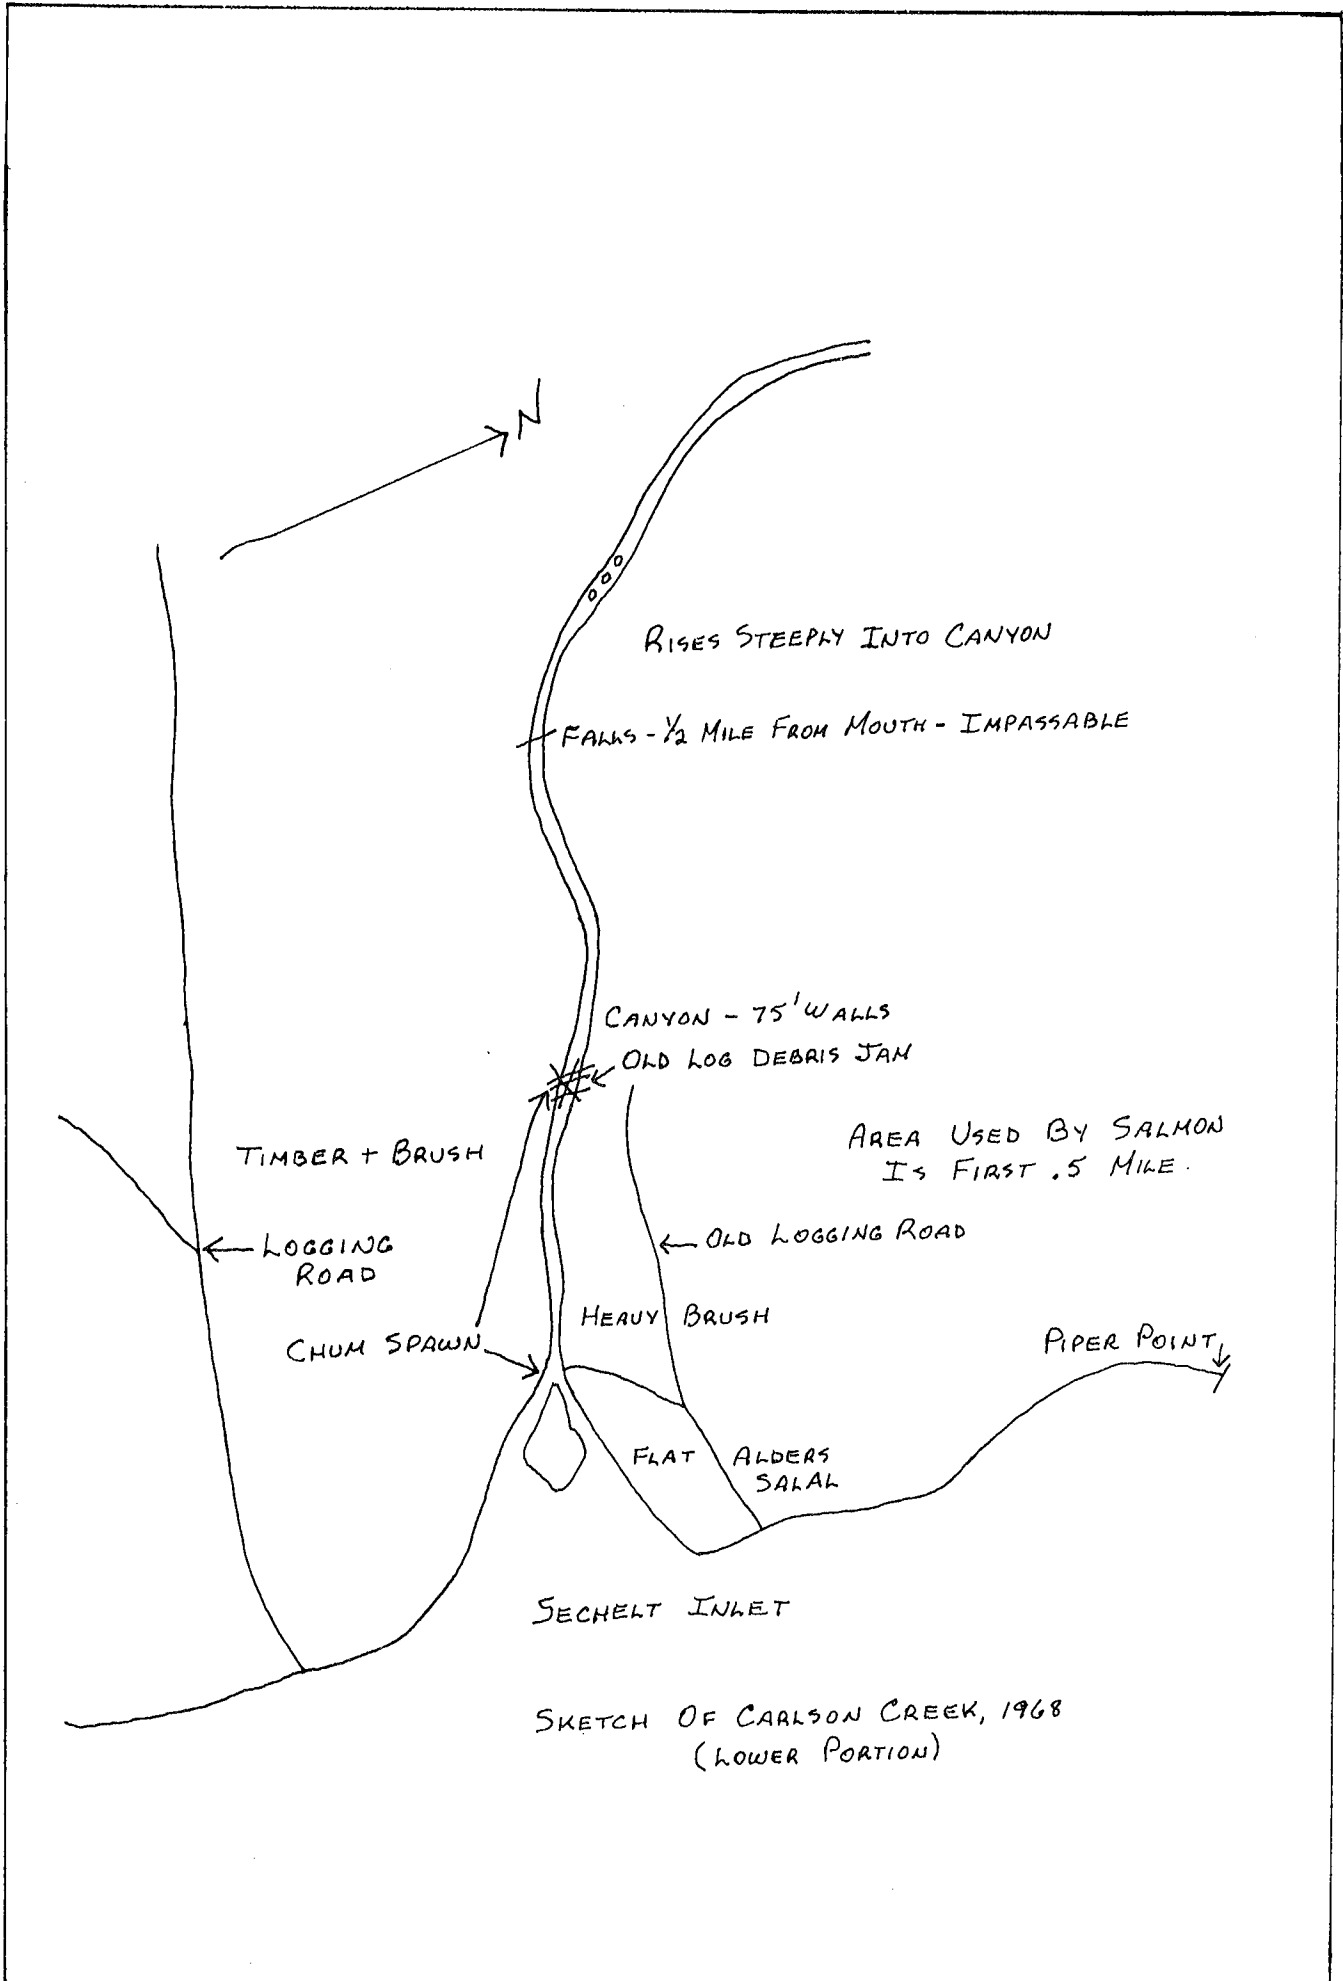 N
RISES STEEPLY INTO CANYON
FALLS - 1/2 MILE FROM MOUTH - IMPASSABLE
CANYON - 75' WALLS
OLD LOG DEBRIS JAM
TIMBER + BRUSH
AREA USED BY SALMON
IS FIRST .5 MILE.
LOGGING
ROAD
OLD LOGGING ROAD
HEAVY BRUSH
CHUM SPAWN
PIPER POINT
FLAT ALDERS
SALAL
SECHELT INLET
SKETCH OF CARLSON CREEK, 1968
(LOWER PORTION)